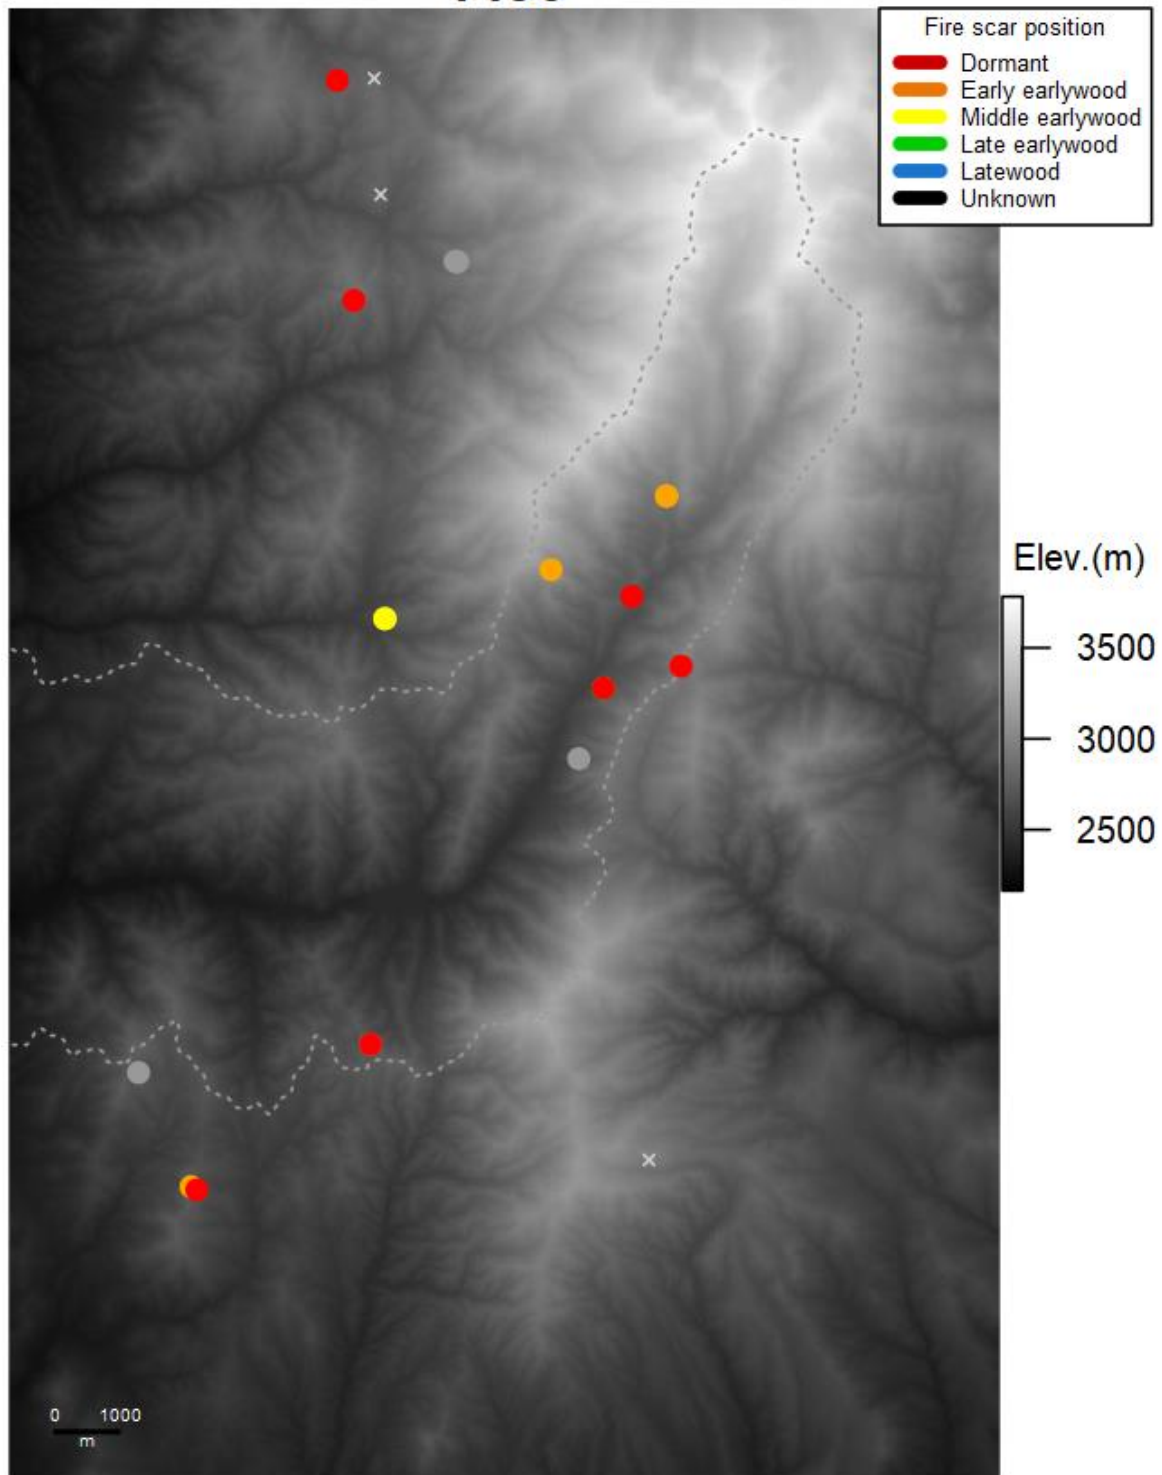 Fire scar position
Dormant
Early earlywood
Middle earlywood
Late earlywood
Latewood
Unknown
Elev.(m)
3500
3000
2500
0 1000
m